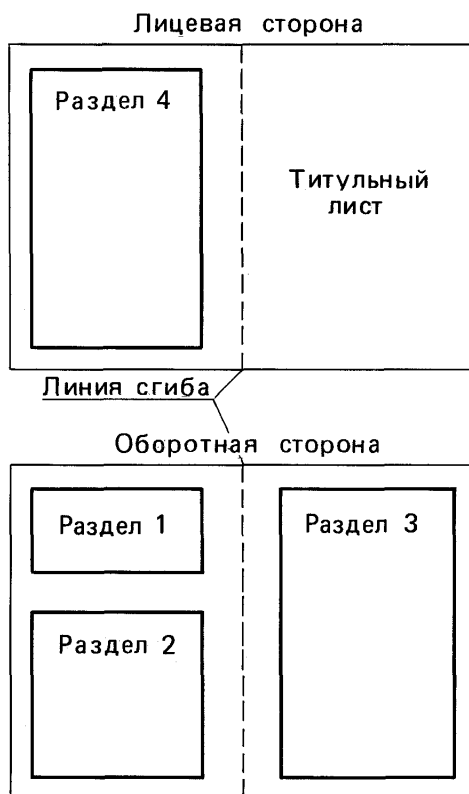 Лицевая сторона
Раздел 4
Титульный
лист
Линия сгиба
Оборотная сторона
Раздел 1
Раздел 3
Раздел 2